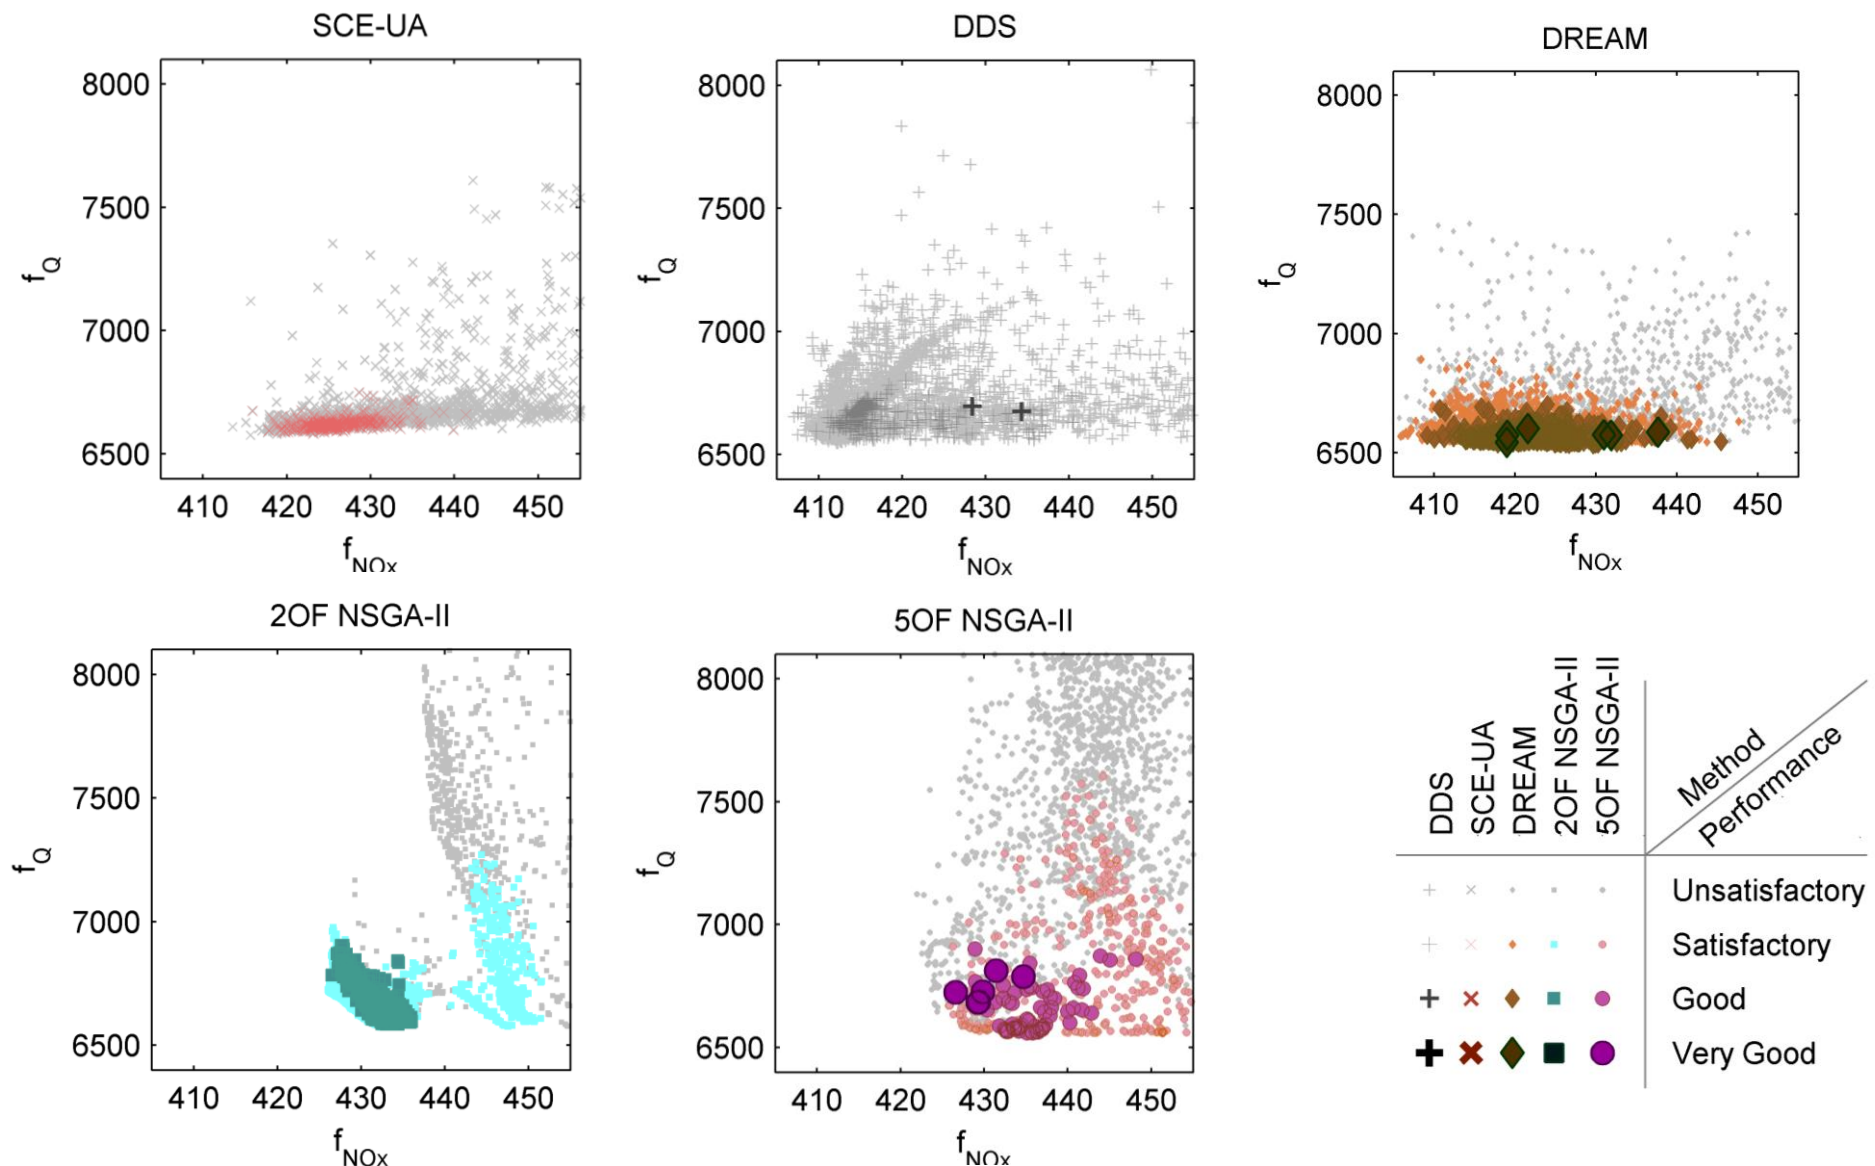 SCE-UA
8000
7500
7000
6500
f_Q
410 420 430 440 450
f_NOx
DDS
8000
7500
7000
6500
f_Q
410 420 430 440 450
f_NOx
DREAM
8000
7500
7000
6500
f_Q
410 420 430 440 450
f_NOx
2OF NSGA-II
8000
7500
7000
6500
f_Q
410 420 430 440 450
f_NOx
5OF NSGA-II
8000
7500
7000
6500
f_Q
410 420 430 440 450
f_NOx
DDS
SCE-UA
DREAM
2OF NSGA-II
5OF NSGA-II
Method
Performance
Unsatisfactory
Satisfactory
Good
Very Good